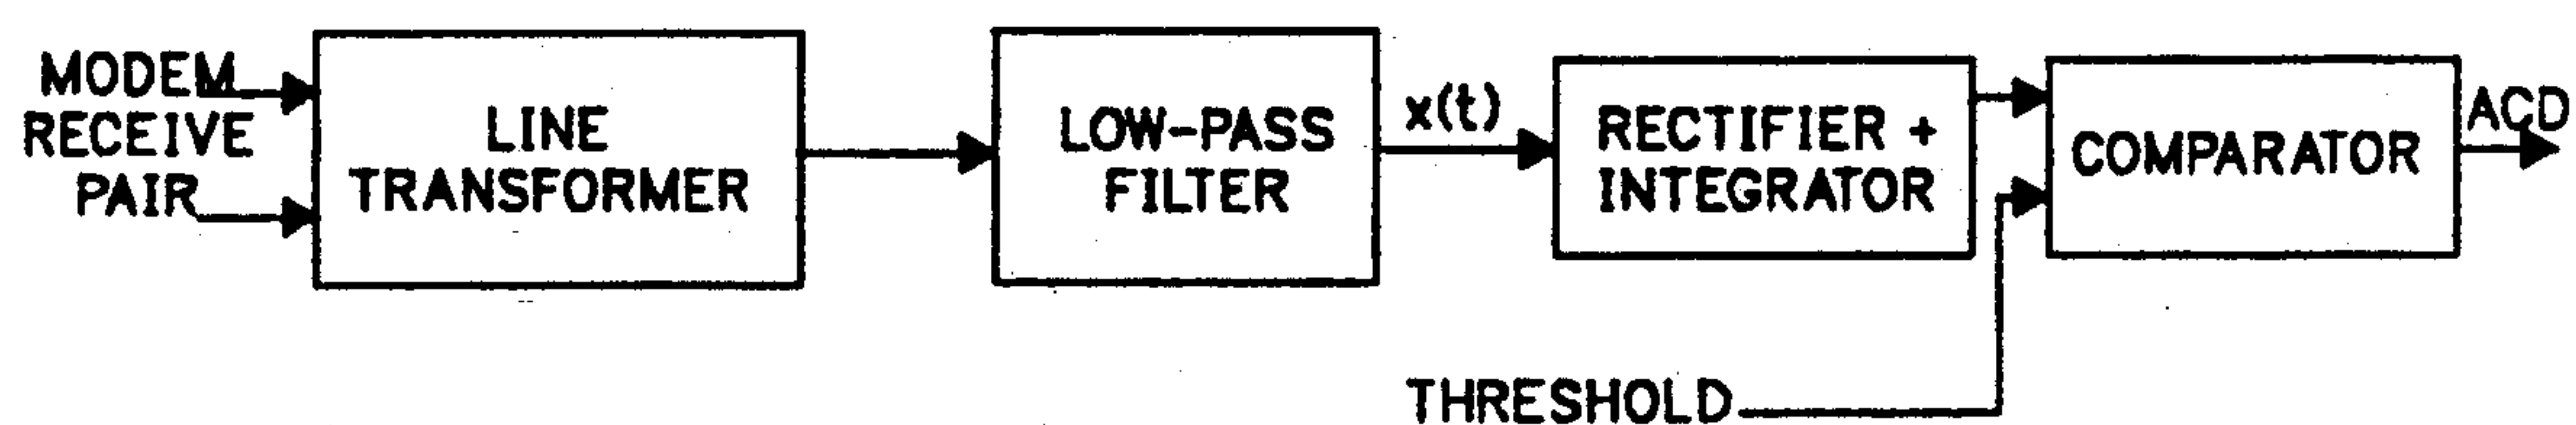 MODEM
RECEIVE
PAIR
LINE
TRANSFORMER
LOW-PASS
FILTER
x(t)
RECTIFIER +
INTEGRATOR
COMPARATOR
ACD
THRESHOLD